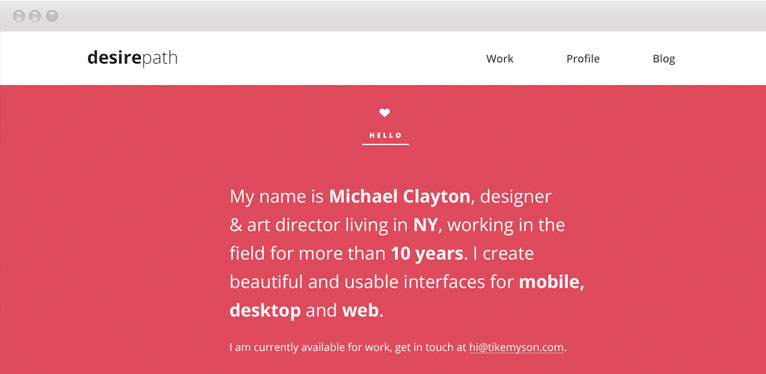 desirepath
Work Profile Blog
HELLO
My name is Michael Clayton, designer
& art director living in NY, working in the
field for more than 10 years. I create
beautiful and usable interfaces for mobile,
desktop and web.
I am currently available for work, get in touch at hi@tikemyson.com.